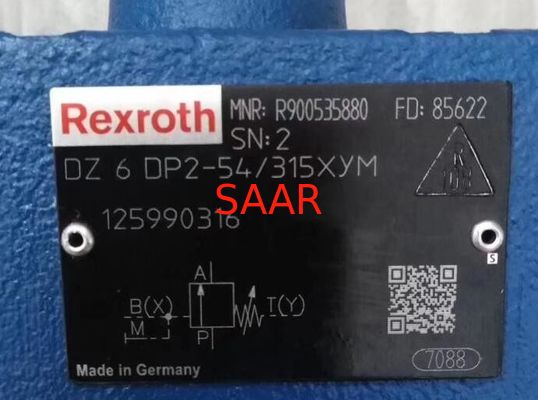 Rexroth
MNR: R900535880 FD: 85622
SN: 2
DZ 6 DP2-54/315XYM
SAAR
125990316
A
B(X) T(Y)
M
P
S
7088
Made in Germany